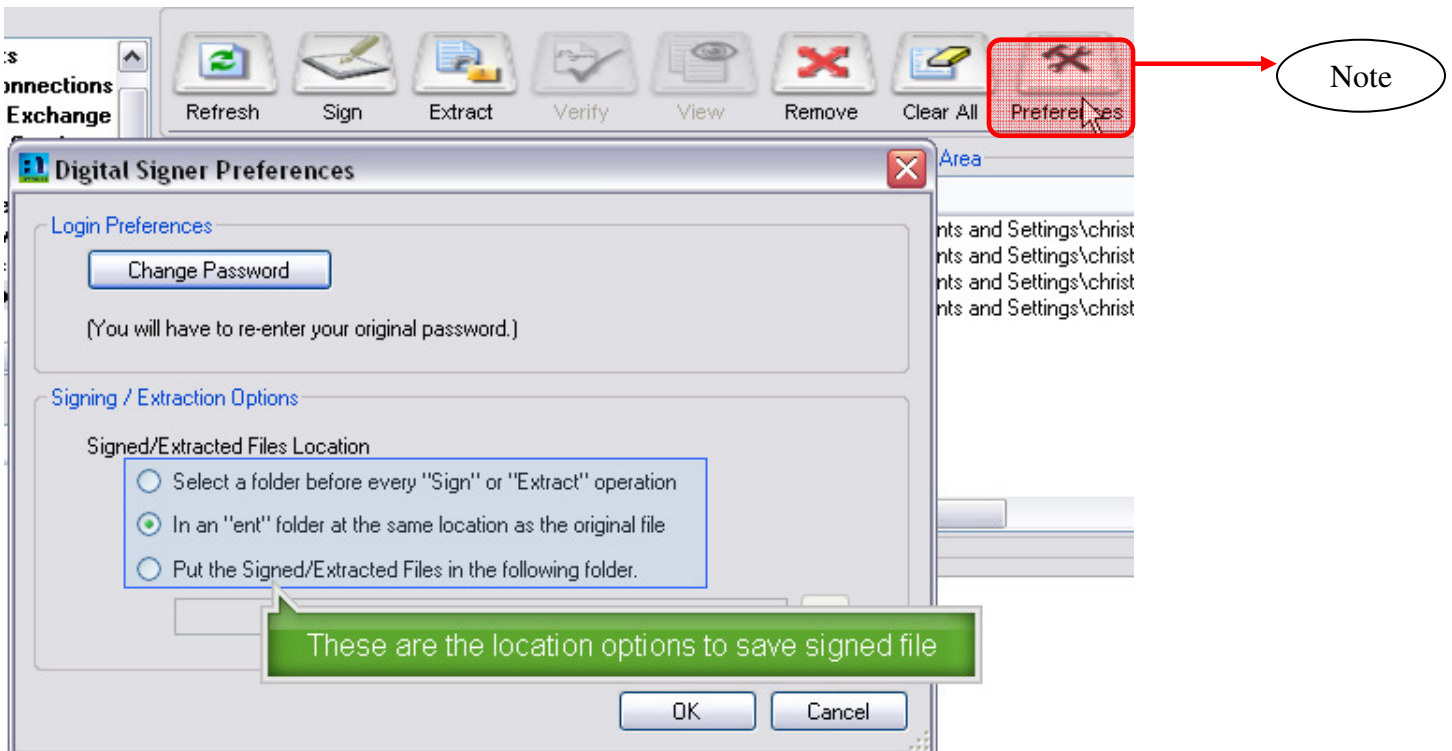 Note
onnections
Exchange
Refresh Sign Extract Verify View Remove Clear All Preferences
Area
Digital Signer Preferences
Login Preferences
Change Password
(You will have to re-enter your original password.)
nts and Settings\christ
nts and Settings\christ
nts and Settings\christ
nts and Settings\christ
Signing / Extraction Options
Signed/Extracted Files Location
Select a folder before every "Sign" or "Extract" operation
In an "ent" folder at the same location as the original file
Put the Signed/Extracted Files in the following folder.
These are the location options to save signed file
OK Cancel